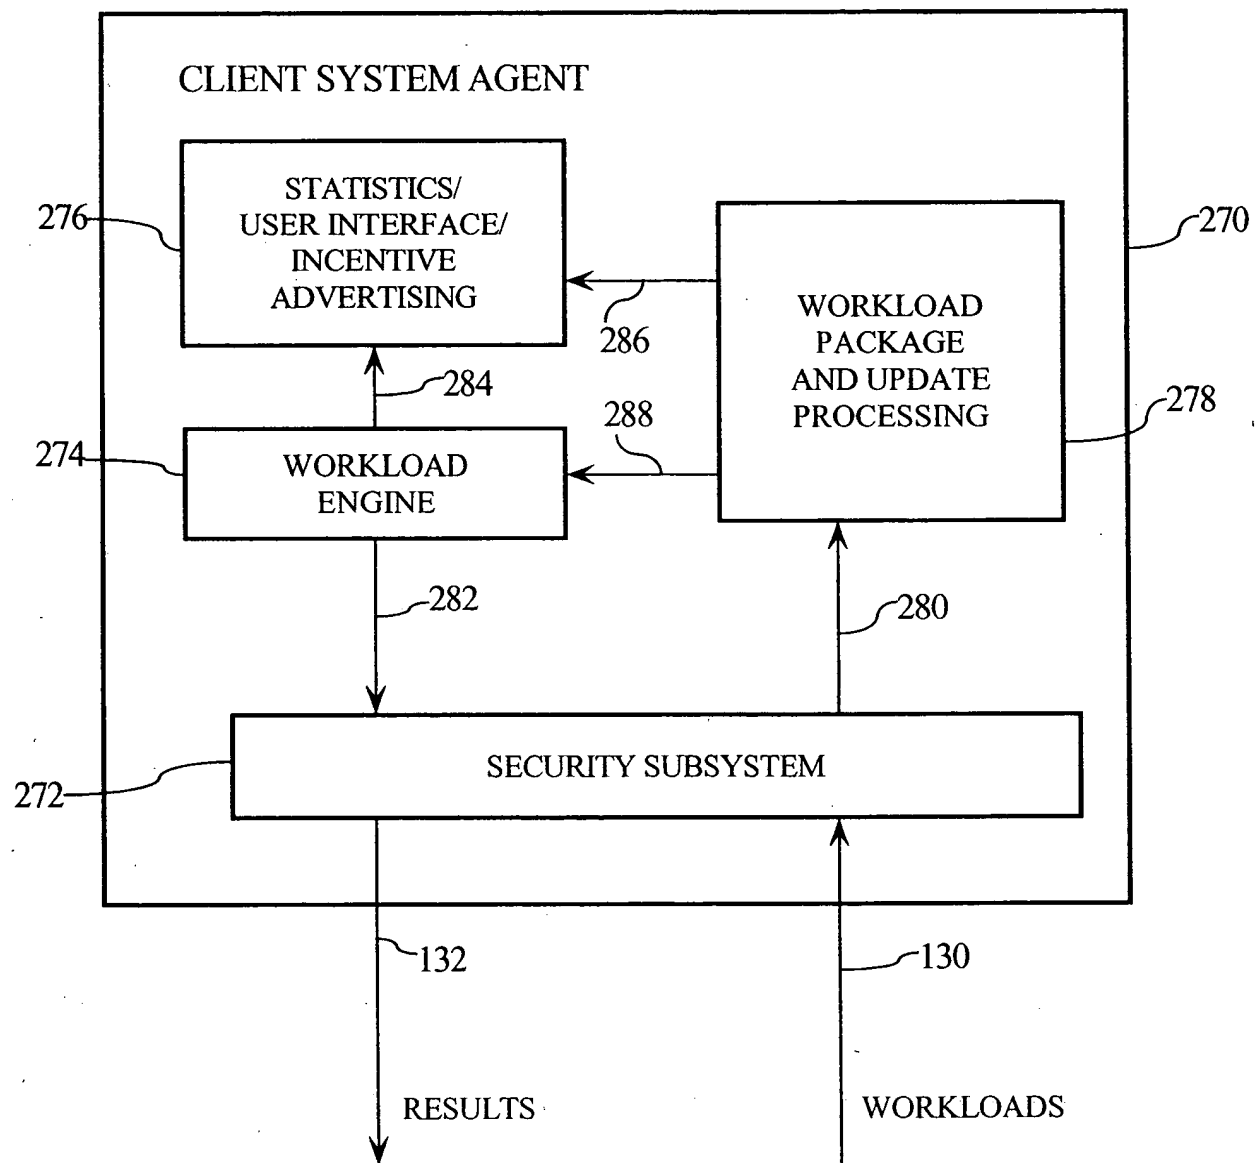 CLIENT SYSTEM AGENT
STATISTICS/
USER INTERFACE/
INCENTIVE
ADVERTISING
276
270
WORKLOAD
PACKAGE
AND UPDATE
PROCESSING
286
284
278
288
274
WORKLOAD
ENGINE
282
280
SECURITY SUBSYSTEM
272
132
130
RESULTS
WORKLOADS